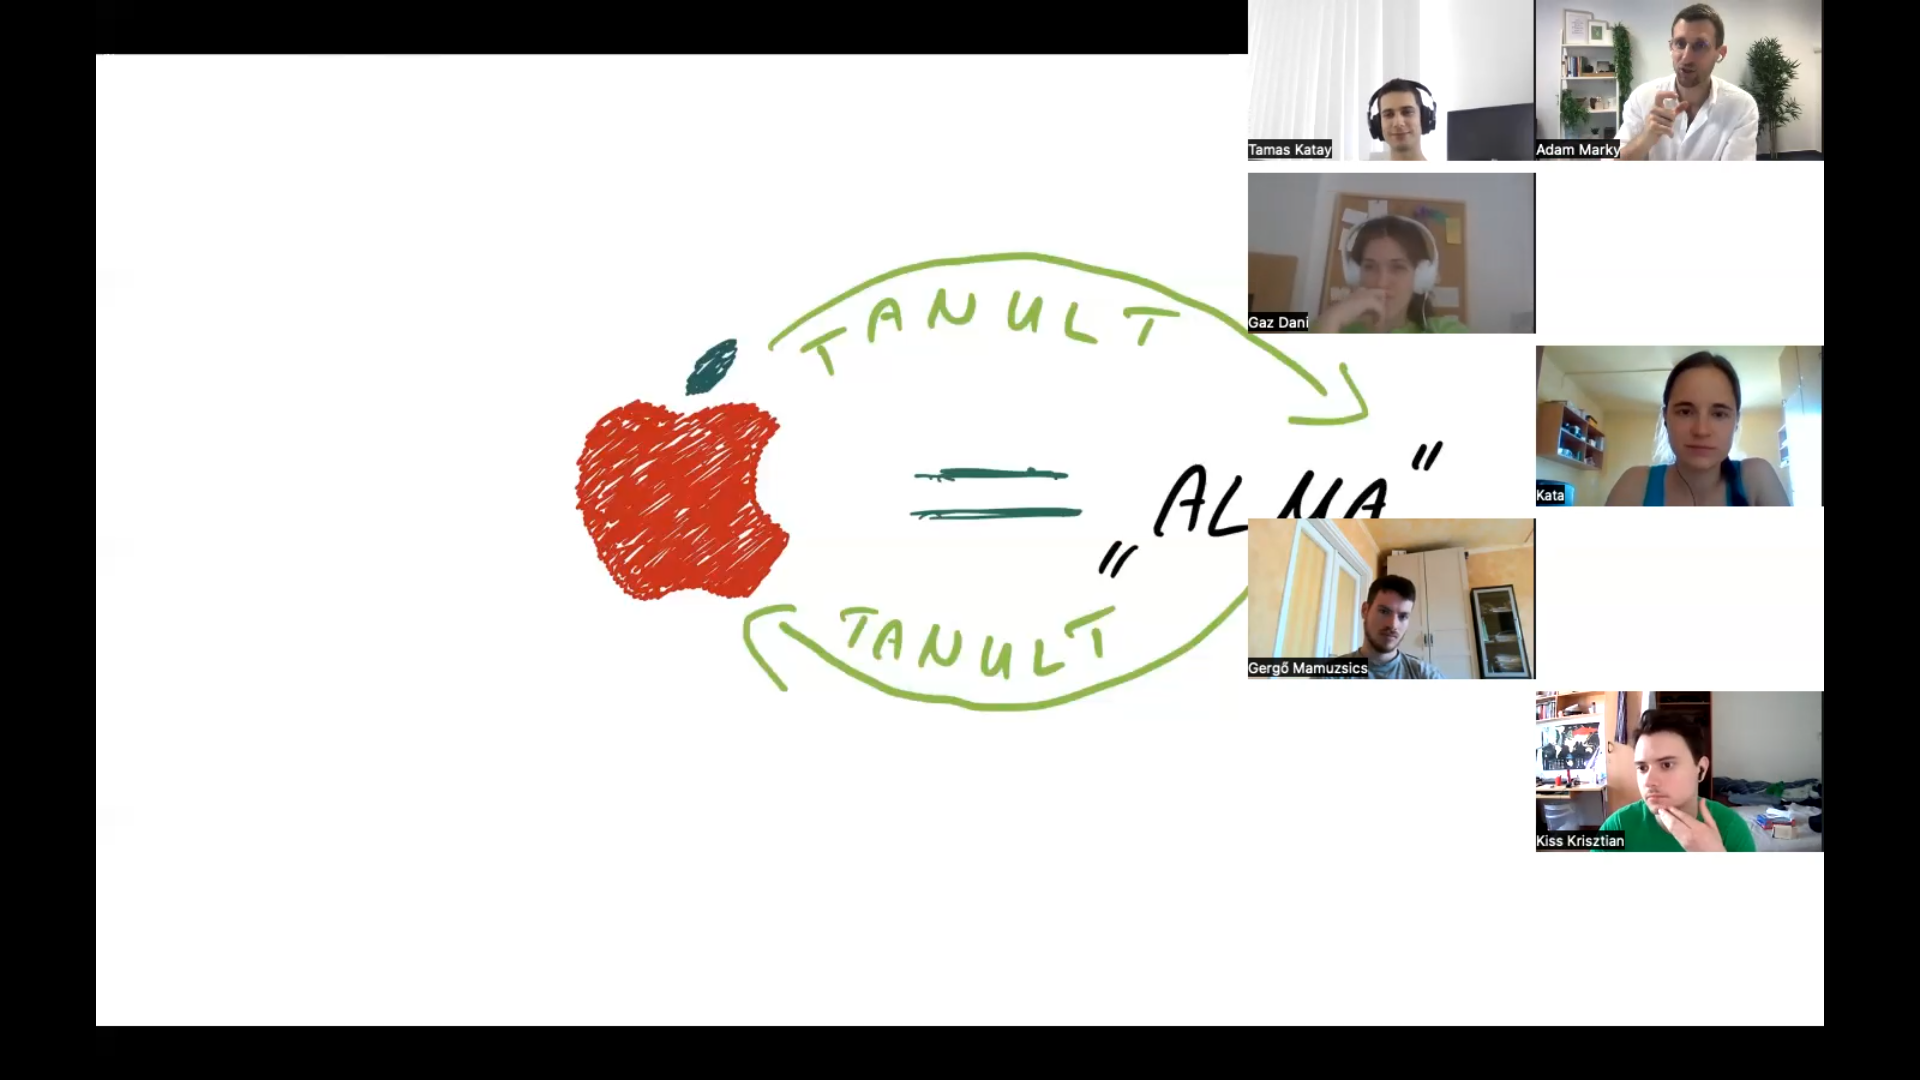 Tamas Katay
Adam Marky
Gaz Dani
TANULT
„ALMA”
Kata
TANULT
Gergő Mamuzsics
Kiss Krisztian